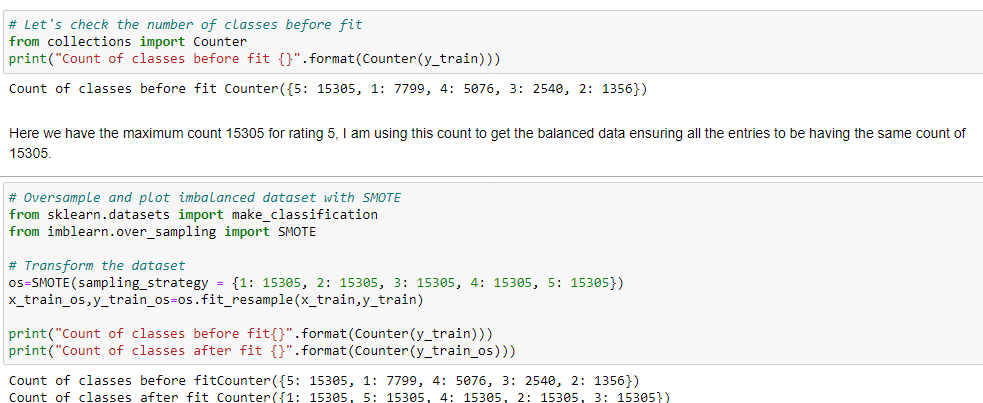 # Let's check the number of classes before fit
from collections import Counter
print("Count of classes before fit {}".format(Counter(y_train)))
Count of classes before fit Counter({5: 15305, 1: 7799, 4: 5076, 3: 2540, 2: 1356})
Here we have the maximum count 15305 for rating 5, I am using this count to get the balanced data ensuring all the entries to be having the same count of
15305.
# Oversample and plot imbalanced dataset with SMOTE
from sklearn.datasets import make_classification
from imblearn.over_sampling import SMOTE
# Transform the dataset
os=SMOTE(sampling_strategy = {1: 15305, 2: 15305, 3: 15305, 4: 15305, 5: 15305})
x_train_os,y_train_os=os.fit_resample(x_train,y_train)
print("Count of classes before fit{}".format(Counter(y_train)))
print("Count of classes after fit {}".format(Counter(y_train_os)))
Count of classes before fitCounter({5: 15305, 1: 7799, 4: 5076, 3: 2540, 2: 1356})
Count of classes after fit Counter({1: 15305, 5: 15305, 4: 15305, 2: 15305, 3: 15305})